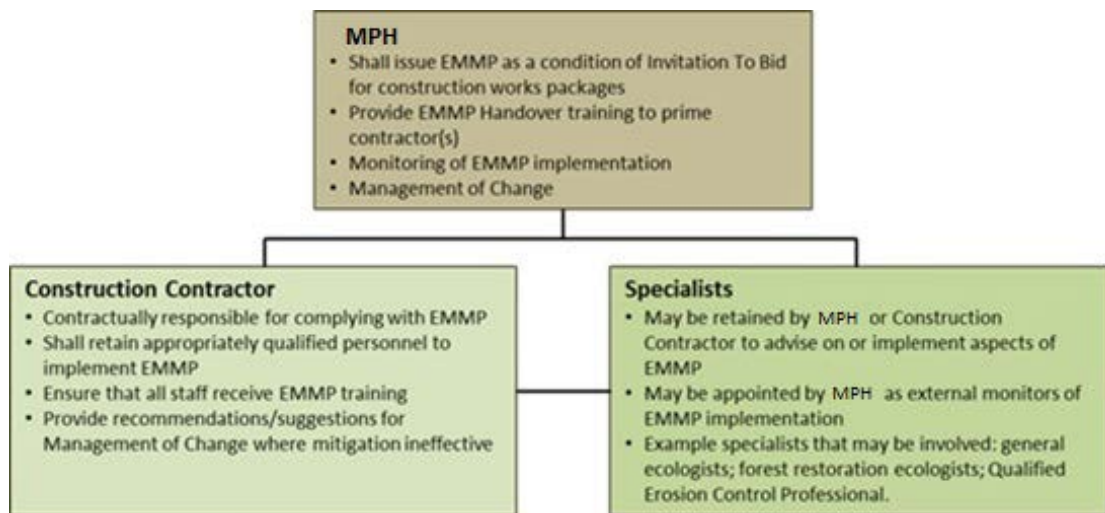 MPH
• Shall issue EMMP as a condition of Invitation To Bid
for construction works packages
• Provide EMMP Handover training to prime
contractor(s)
• Monitoring of EMMP implementation
• Management of Change
Construction Contractor
• Contractually responsible for complying with EMMP
• Shall retain appropriately qualified personnel to
implement EMMP
• Ensure that all staff receive EMMP training
• Provide recommendations/suggestions for
Management of Change where mitigation ineffective
Specialists
• May be retained by MPH or Construction
Contractor to advise on or implement aspects of
EMMP
• May be appointed by MPH as external monitors of
EMMP implementation
• Example specialists that may be involved: general
ecologists; forest restoration ecologists; Qualified
Erosion Control Professional.